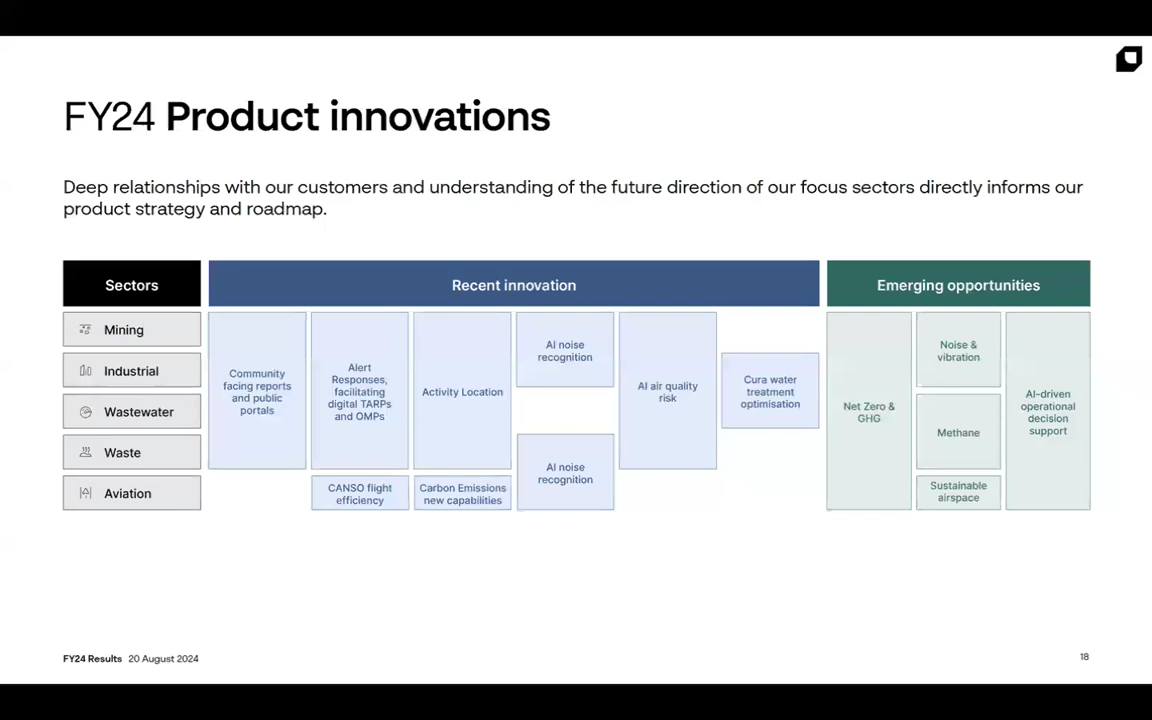 FY24 Product innovations
Deep relationships with our customers and understanding of the future direction of our focus sectors directly informs our
product strategy and roadmap.
Sectors
Recent innovation
Emerging opportunities
Mining
Industrial
Wastewater
Waste
Aviation
Community
facing reports
and public
portals
Alert
Responses,
facilitating
digital TARPs
and OMPs
CANSO flight
efficiency
Activity Location
Carbon Emissions
new capabilities
AI noise
recognition
AI noise
recognition
AI air quality
risk
Cura water
treatment
optimisation
Net Zero &
GHG
Noise &
vibration
Methane
Sustainable
airspace
AI-driven
operational
decision
support
FY24 Results 20 August 2024
18